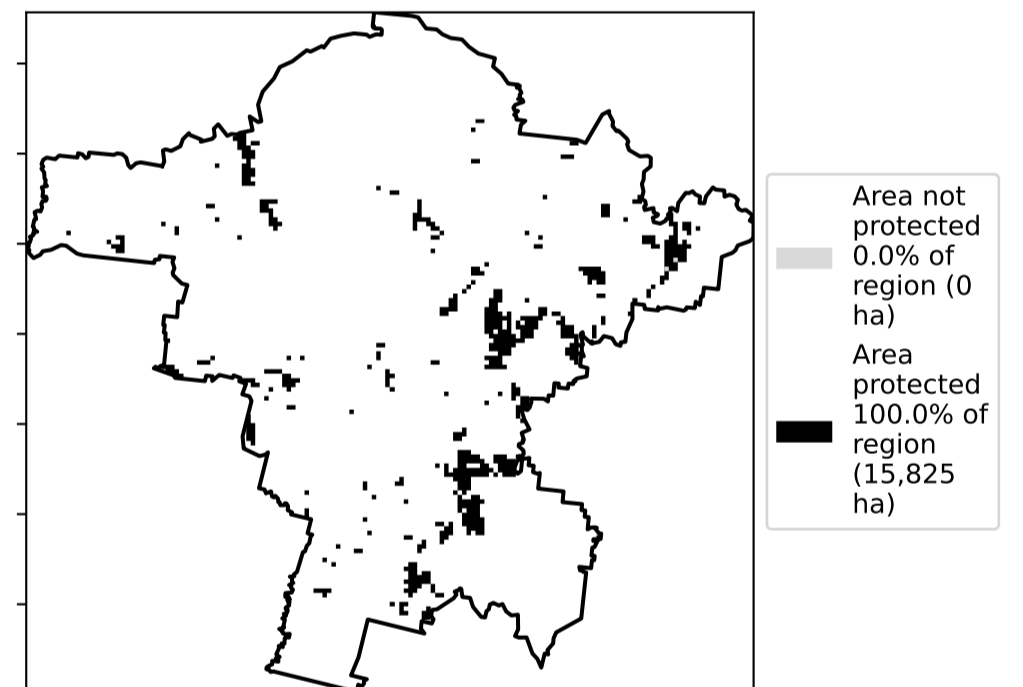 Area not
protected
0.0% of
region (0
ha)
Area
protected
100.0% of
region
(15,825
ha)